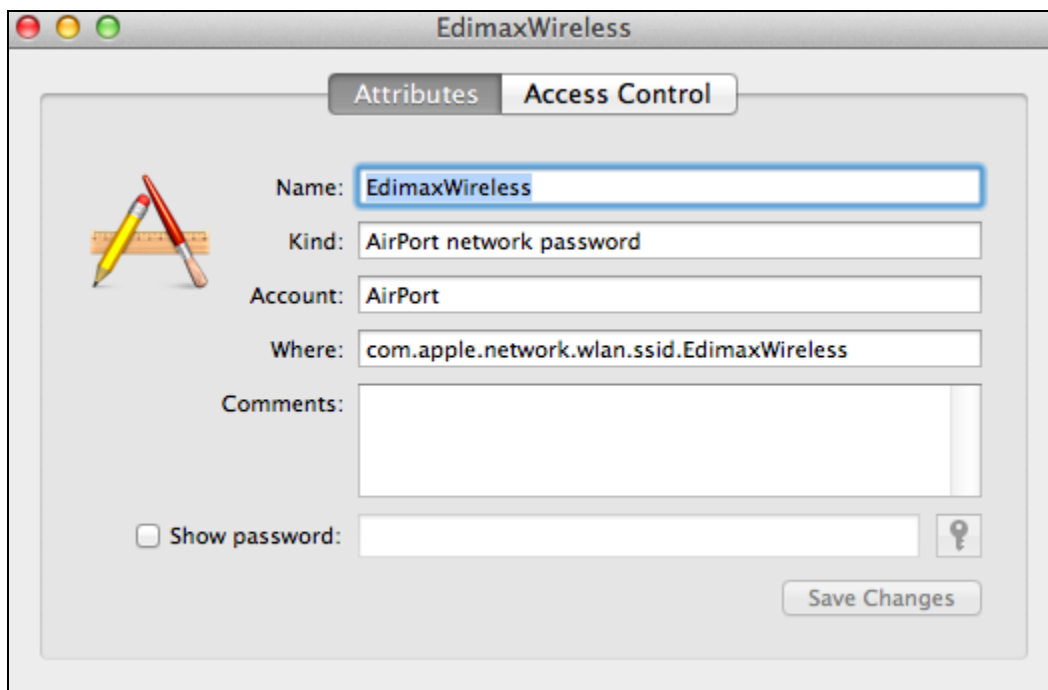 EdimaxWireless
Attributes Access Control
Name: EdimaxWireless
Kind: AirPort network password
Account: AirPort
Where: com.apple.network.wlan.ssid.EdimaxWireless
Comments:
Show password:
Save Changes